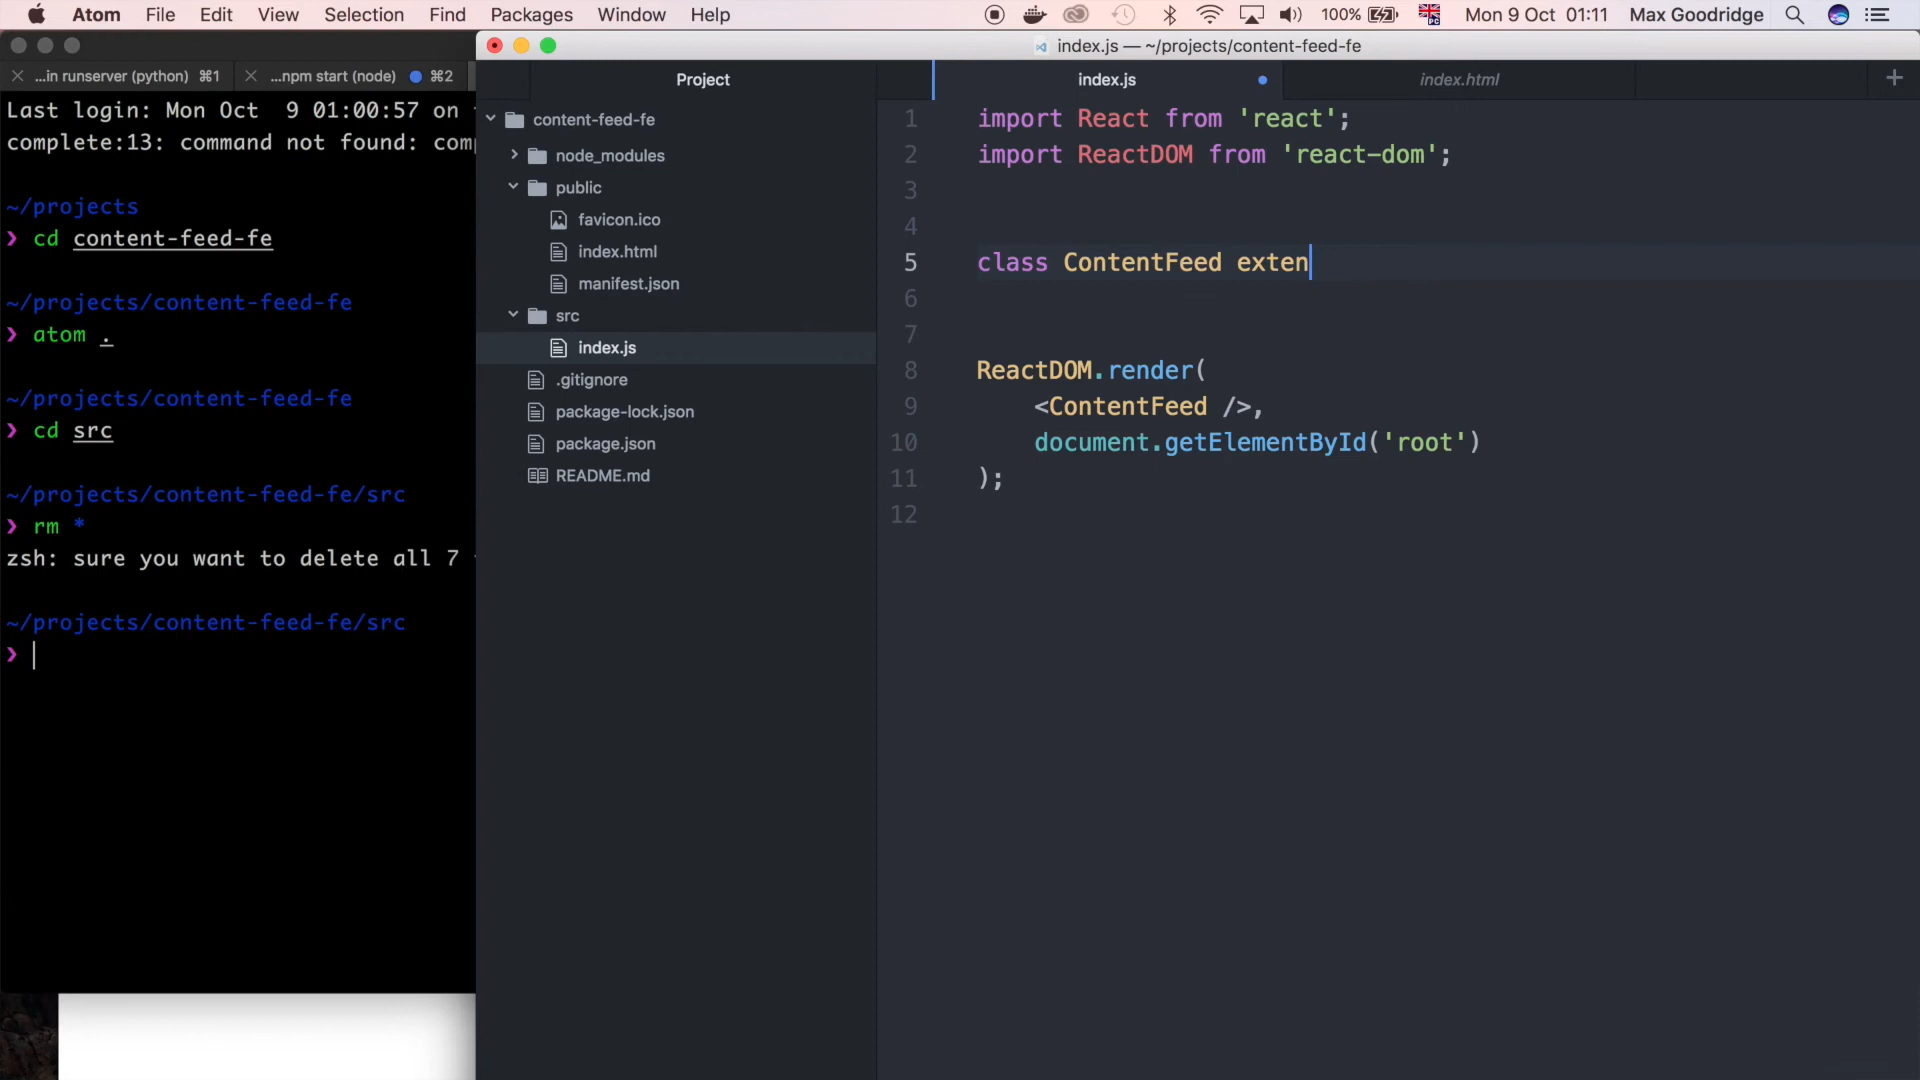 Atom File Edit View Selection Find Packages Window Help 100% Mon 9 Oct 01:11 Max Goodridge
index.js — ~/projects/content-feed-fe
...in runserver (python) ⌘1 ...npm start (node) ⌘2
Last login: Mon Oct 9 01:00:57 on
complete:13: command not found:
~/projects
❯ cd content-feed-fe
~/projects/content-feed-fe
❯ atom .
~/projects/content-feed-fe
❯ cd src
~/projects/content-feed-fe/src
❯ rm *
zsh: sure you want to delete all 7
~/projects/content-feed-fe/src
❯
Project
content-feed-fe
node_modules
public
favicon.ico
index.html
manifest.json
src
index.js
.gitignore
package-lock.json
package.json
README.md
index.js index.html
1 import React from 'react';
2 import ReactDOM from 'react-dom';
3
4
5 class ContentFeed exten
6
7
8 ReactDOM.render(
9 <ContentFeed />,
10 document.getElementById('root')
11 );
12